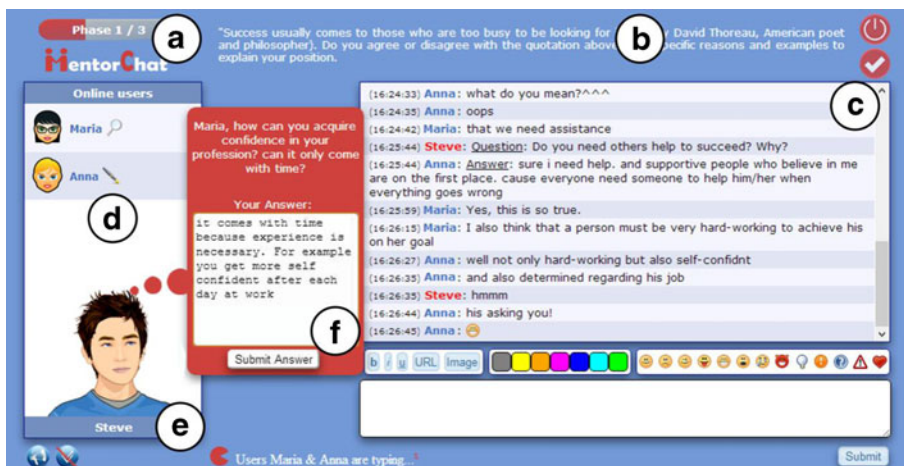 Phase 1 / 3
a
MentorChat
"Success usually comes to those who are too busy to be looking for
b
David Thoreau, American poet
and philosopher). Do you agree or disagree with the quotation above
specific reasons and examples to
explain your position.
c
Online users
Maria
Anna
d
Steve
e
Maria, how can you acquire
confidence in your
profession? can it only come
with time?
Your Answer:
it comes with time
because experience is
necessary. For example
you get more self
confident after each
day at work
f
Submit Answer
(16:24:33) Anna: what do you mean?^^^
(16:24:35) Anna: oops
(16:24:42) Maria: that we need assistance
(16:25:44) Steve: Question: Do you need others help to succeed? Why?
(16:25:44) Anna: Answer: sure i need help. and supportive people who believe in me
are on the first place. cause everyone need someone to help him/her when
everything goes wrong
(16:25:59) Maria: Yes, this is so true.
(16:26:15) Maria: I also think that a person must be very hard-working to achieve his
on her goal
(16:26:27) Anna: well not only hard-working but also self-confidnt
(16:26:35) Anna: and also determined regarding his job
(16:26:35) Steve: hmmm
(16:26:44) Anna: his asking you!
(16:26:45) Anna:
b i u URL Image
Users Maria & Anna are typing...
Submit